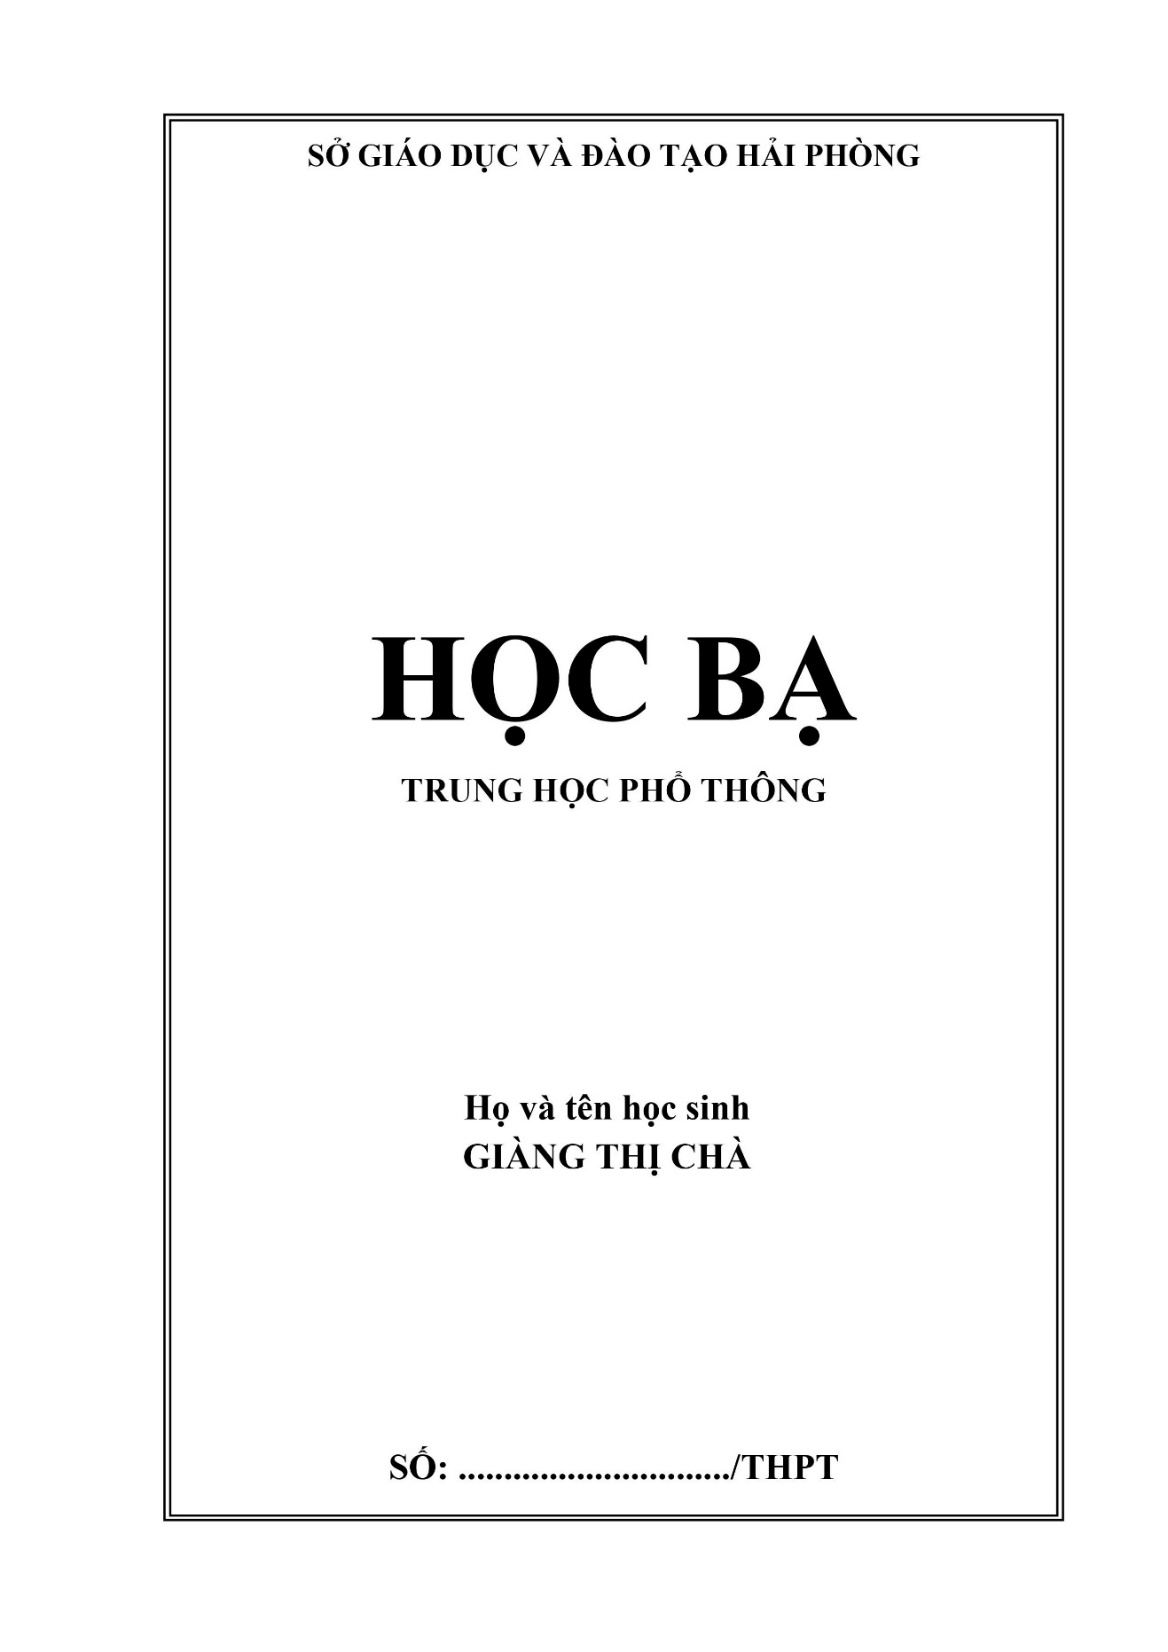 SỞ GIÁO DỤC VÀ ĐÀO TẠO HẢI PHÒNG
HỌC BẠ
TRUNG HỌC PHỔ THÔNG
Họ và tên học sinh
GIÀNG THỊ CHÀ
SỐ: ............................../THPT